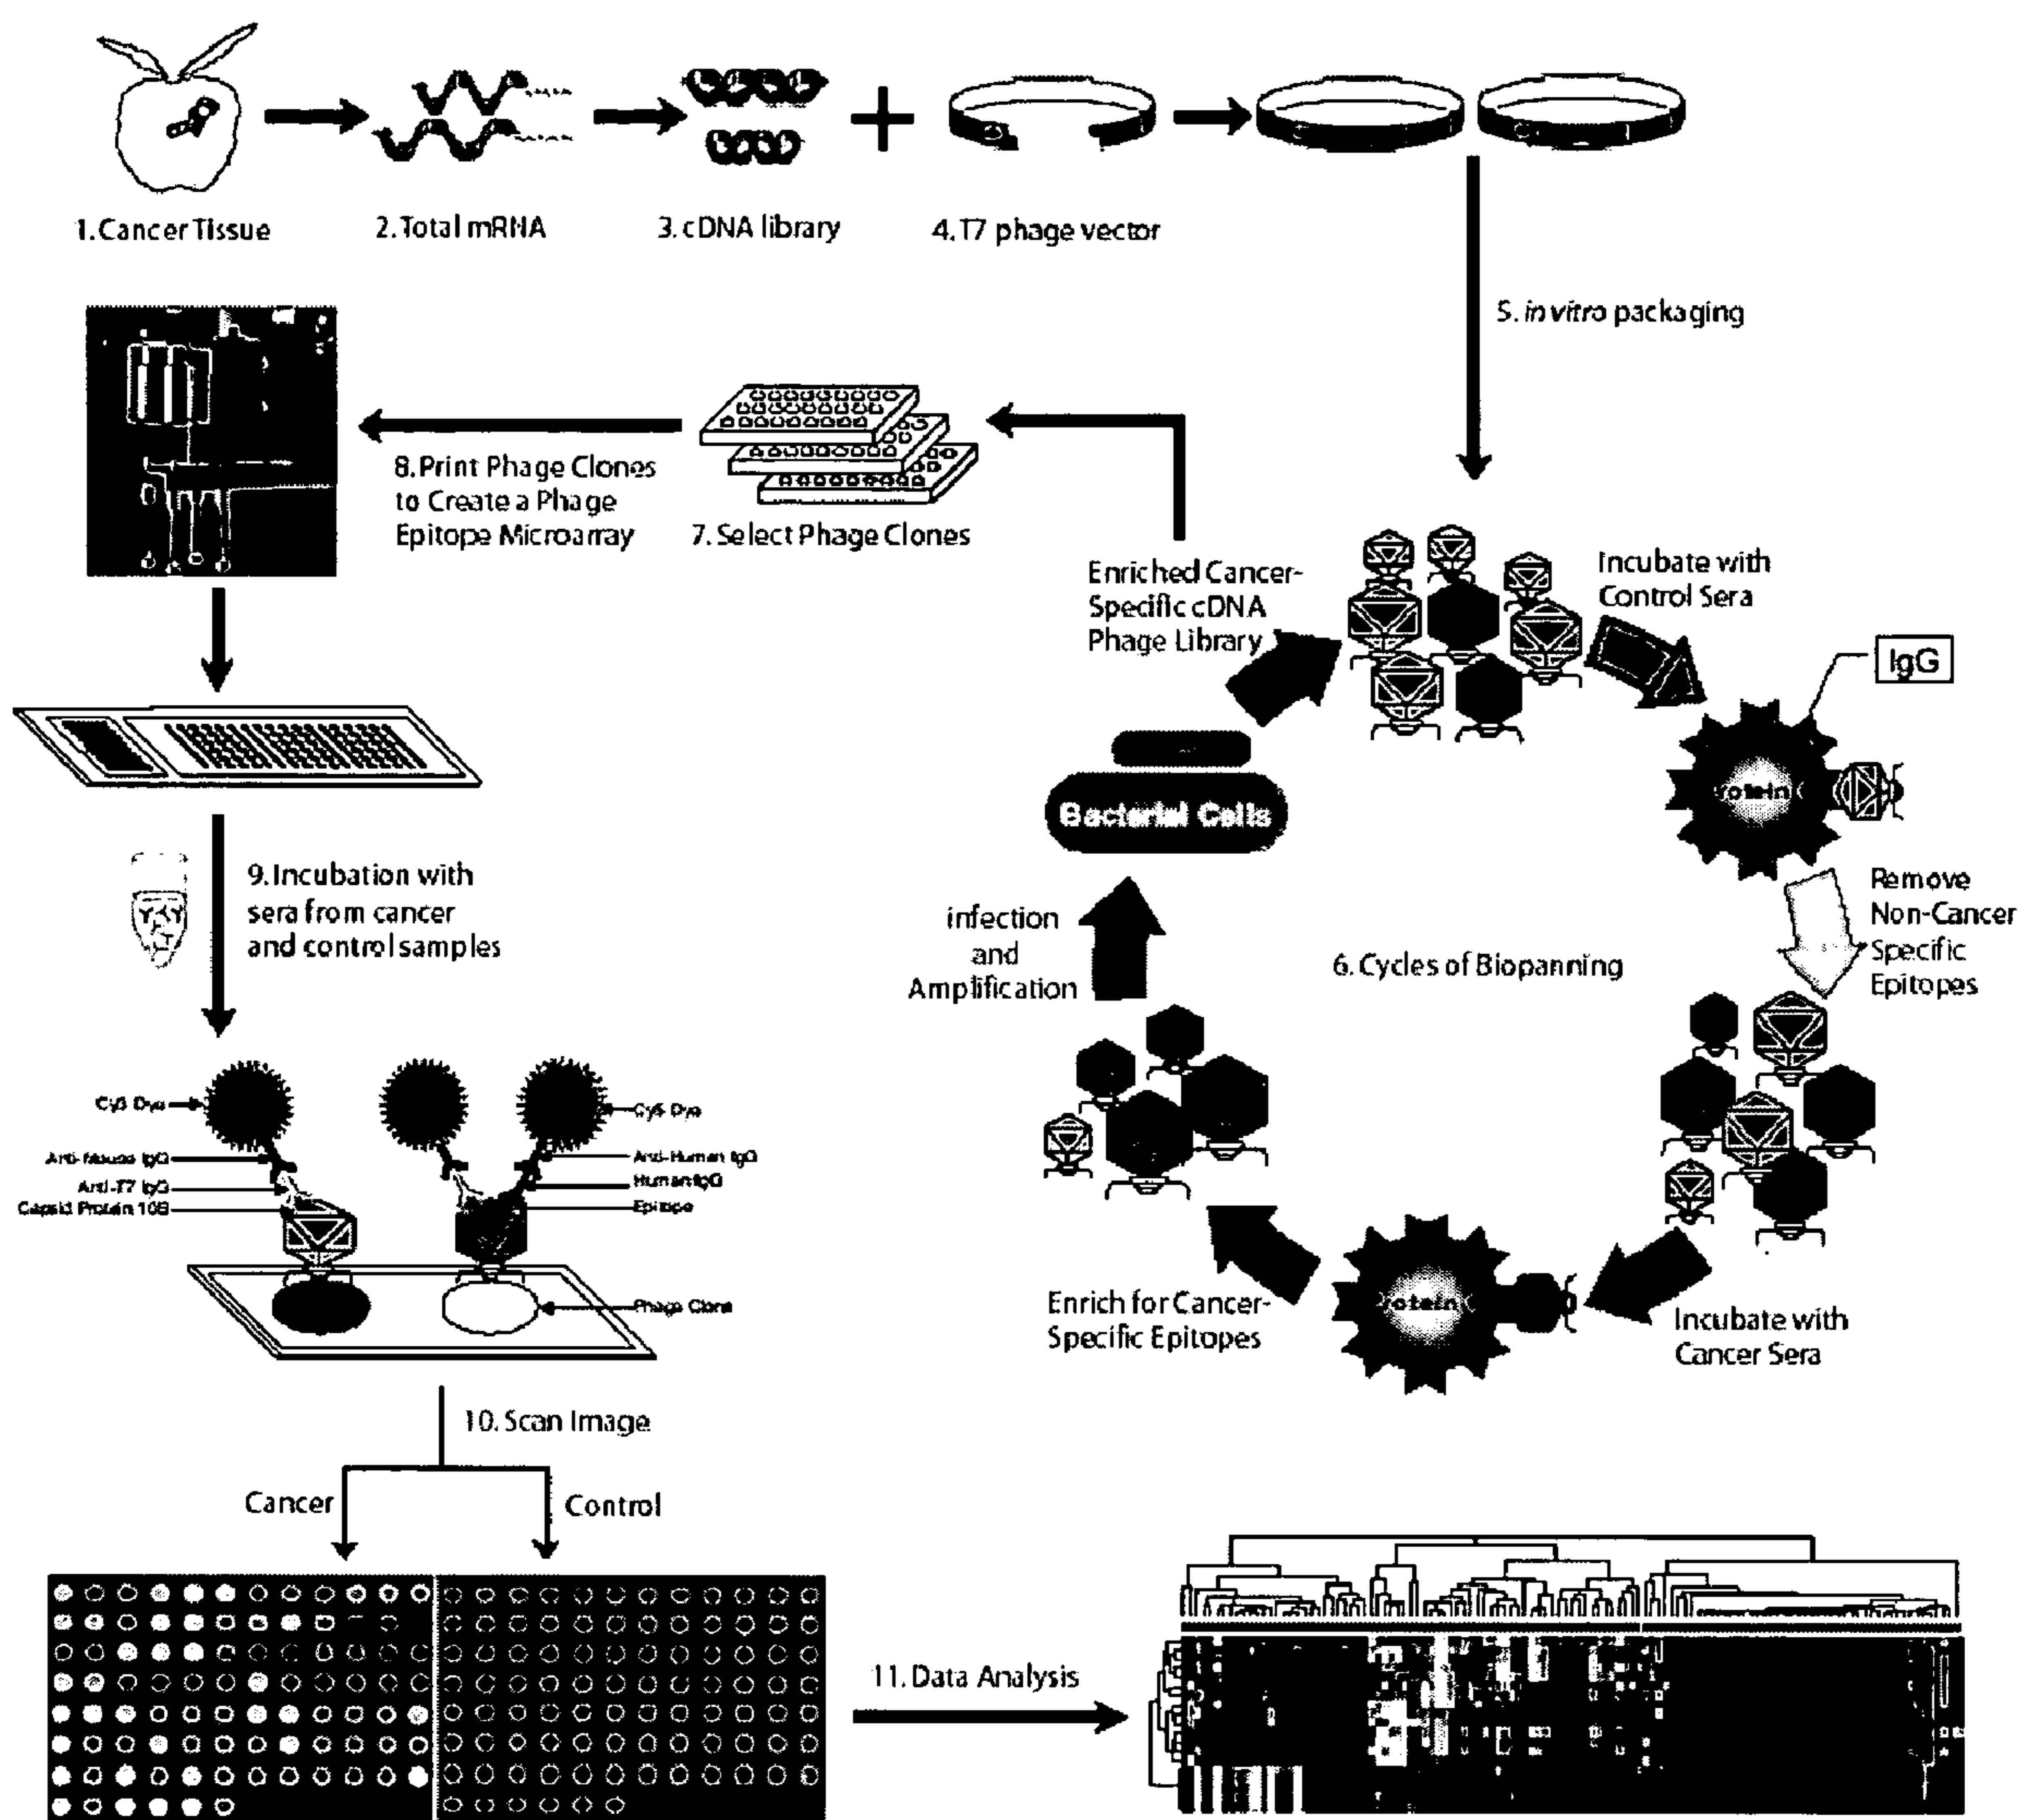 1. Cancer Tissue
2. Total mRNA
3. cDNA library
4. T7 phage vector
5. in vitro packaging
8. Print Phage Clones
to Create a Phage
Epitope Microarray
7. Select Phage Clones
Enriched Cancer-
Specific cDNA
Phage Library
Incubate with
Control Sera
IgG
rotein
Bacterial Cells
Remove
Non-Cancer
Specific
Epitopes
9. Incubation with
sera from cancer
and control samples
infection
and
Amplification
6. Cycles of Biopanning
Cy3 Dye
Cy5 Dye
Anti-Mouse IgG
Anti-T7 IgG
Capsid Protein 10B
Anti-Human IgG
Human IgG
Epitope
Phage Clone
rotein
Enrich for Cancer-
Specific Epitopes
Incubate with
Cancer Sera
10. Scan Image
Cancer
Control
11. Data Analysis